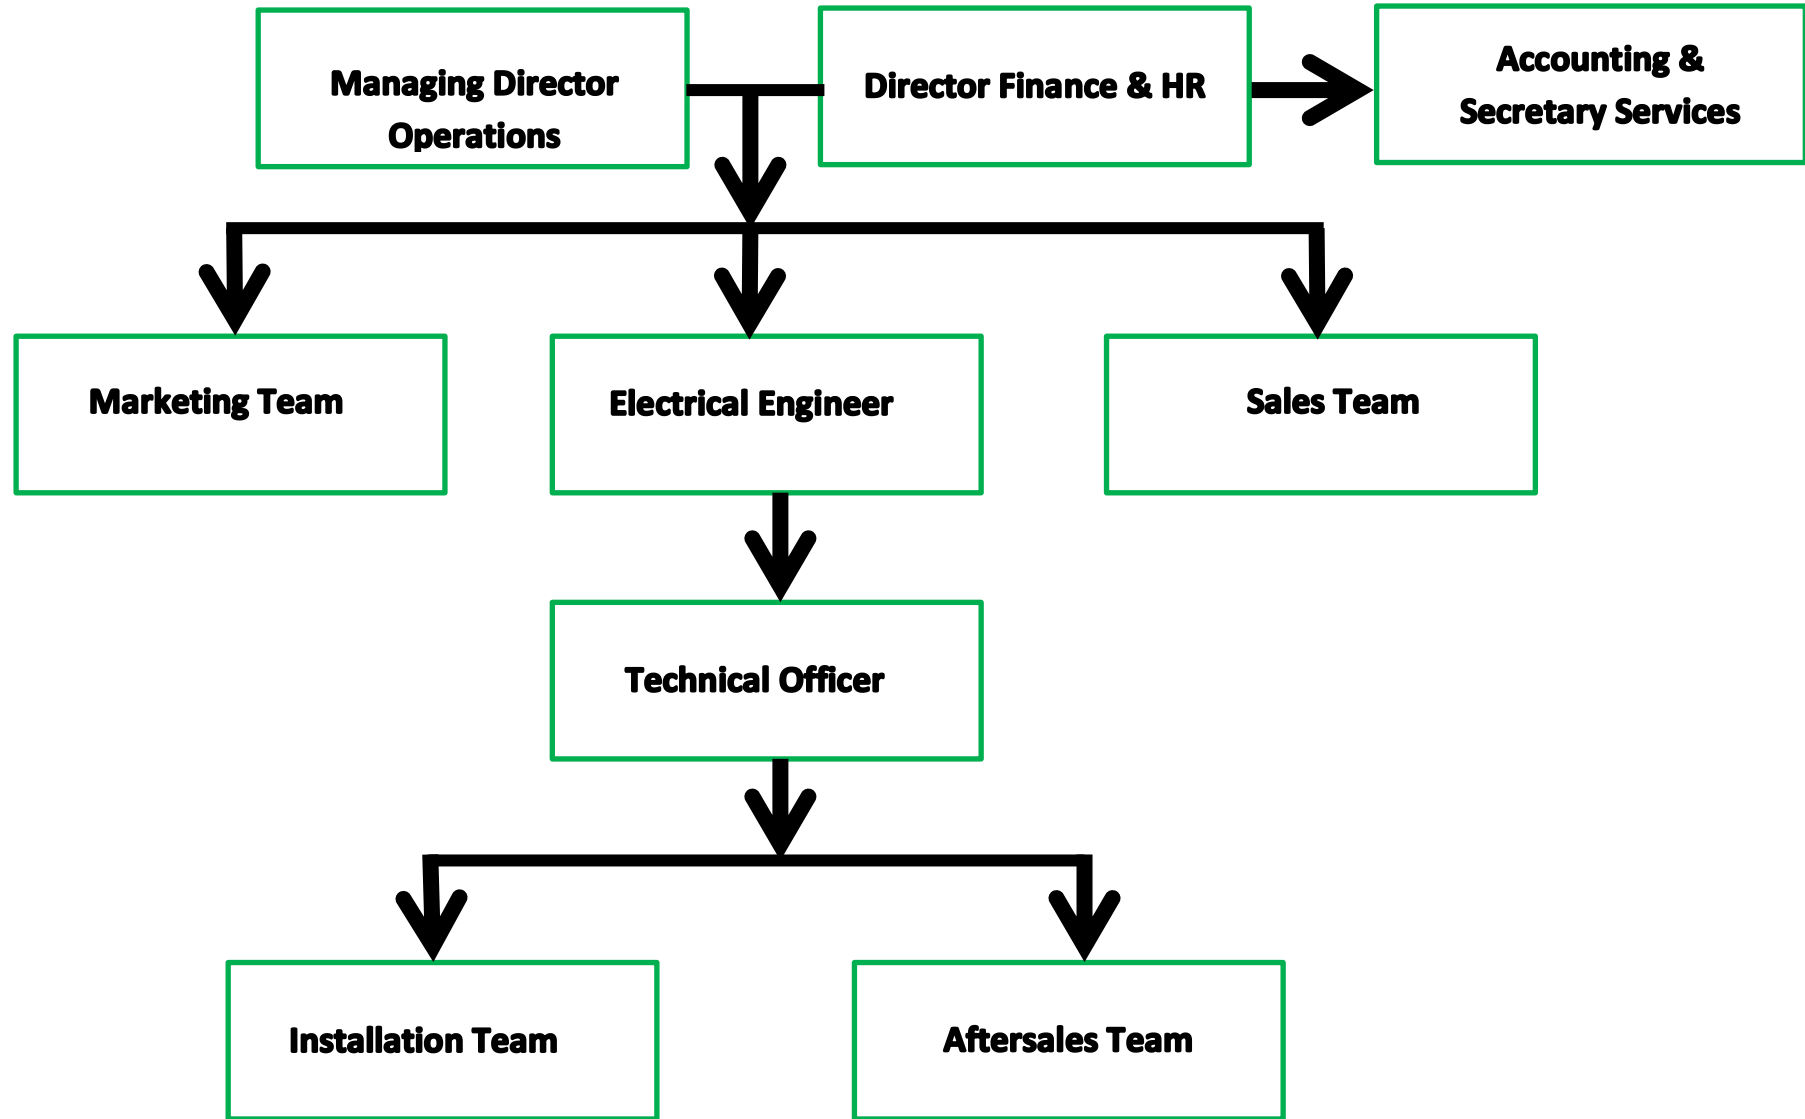 Managing Director
Operations
Director Finance & HR
Accounting &
Secretary Services
Marketing Team
Electrical Engineer
Sales Team
Technical Officer
Installation Team
Aftersales Team